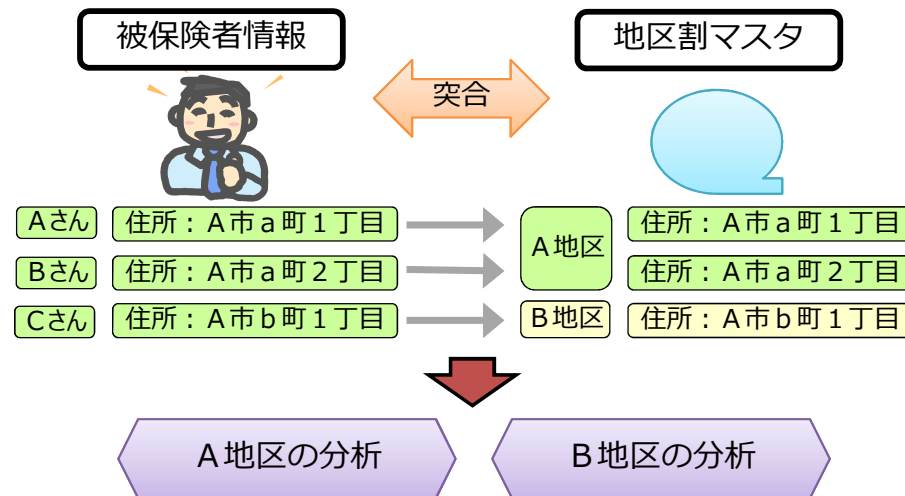 被保険者情報
地区割マスタ
突合
Aさん 住所：A市a町1丁目 A地区 住所：A市a町1丁目
Bさん 住所：A市a町2丁目 住所：A市a町2丁目
Cさん 住所：A市b町1丁目 B地区 住所：A市b町1丁目
A地区の分析
B地区の分析